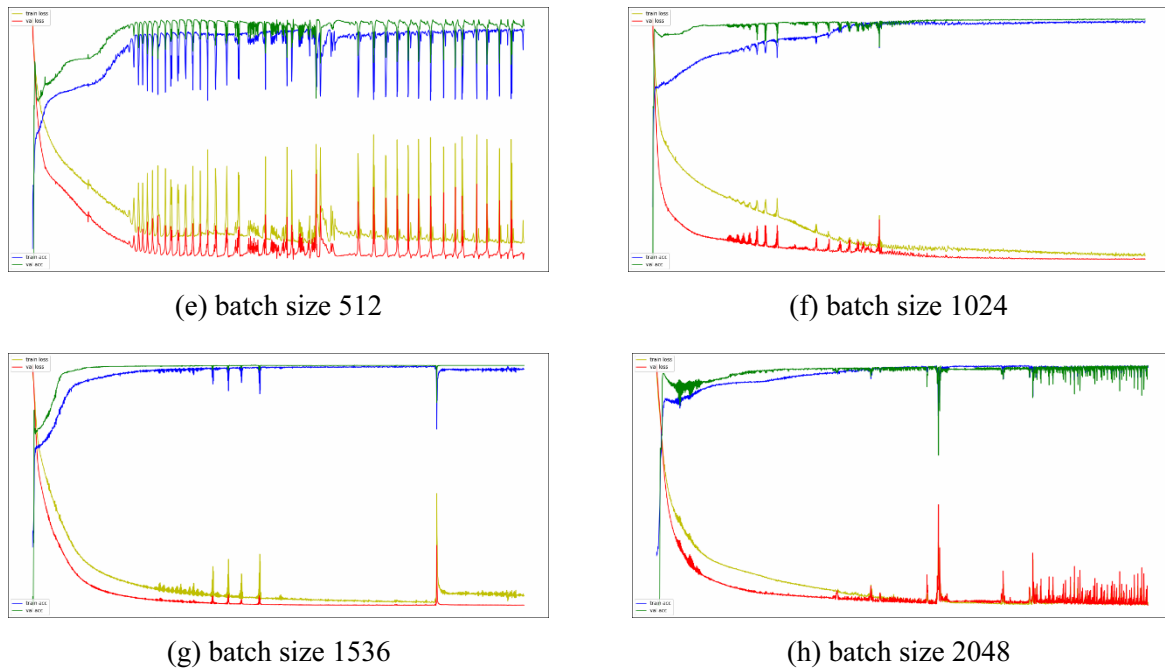 train loss
val loss
train acc
val acc
train loss
val loss
train acc
val acc
(e) batch size 512
(f) batch size 1024
train loss
val loss
train acc
val acc
train loss
val loss
train acc
val acc
(g) batch size 1536
(h) batch size 2048